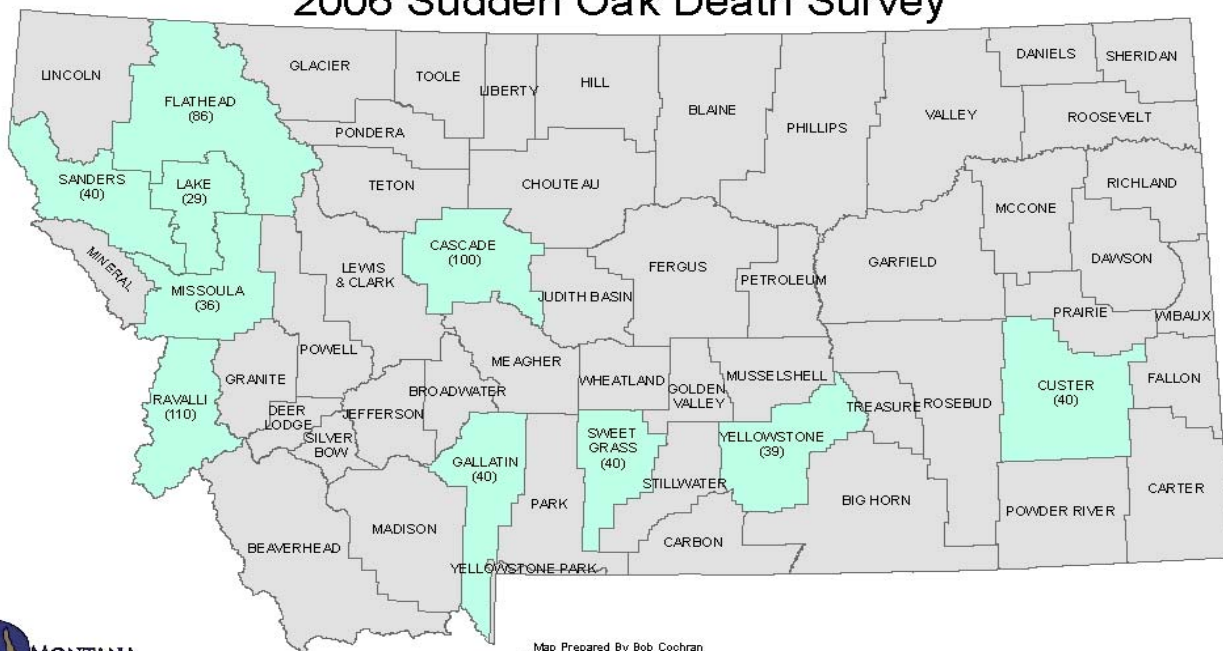 2006 Sudden Oak Death Survey
LINCOLN
FLATHEAD
(86)
GLACIER
TOOLE
LIBERTY
HILL
BLAINE
PHILLIPS
VALLEY
DANIELS
SHERIDAN
ROOSEVELT
PONDERA
SANDERS
(40)
LAKE
(29)
TETON
CHOUTEAU
RICHLAND
MCCONE
MINERAL
MISSOULA
(36)
LEWIS
& CLARK
CASCADE
(100)
JUDITH BASIN
FERGUS
PETROLEUM
GARFIELD
DAWSON
PRAIRIE
WIBAUX
RAVALLI
(110)
GRANITE
POWELL
DEER
LODGE
SILVER
BOW
JEFFERSON
BROADWATER
MEAGHER
WHEATLAND
GOLDEN
VALLEY
MUSSELSHELL
TREASURE
ROSEBUD
CUSTER
(40)
FALLON
GALLATIN
(40)
SWEET
GRASS
(40)
YELLOWSTONE
(39)
STILLWATER
PARK
BIG HORN
CARTER
POWDER RIVER
BEAVERHEAD
MADISON
CARBON
YELLOWSTONE PARK
MONTANA
Map Prepared By Bob Cochran